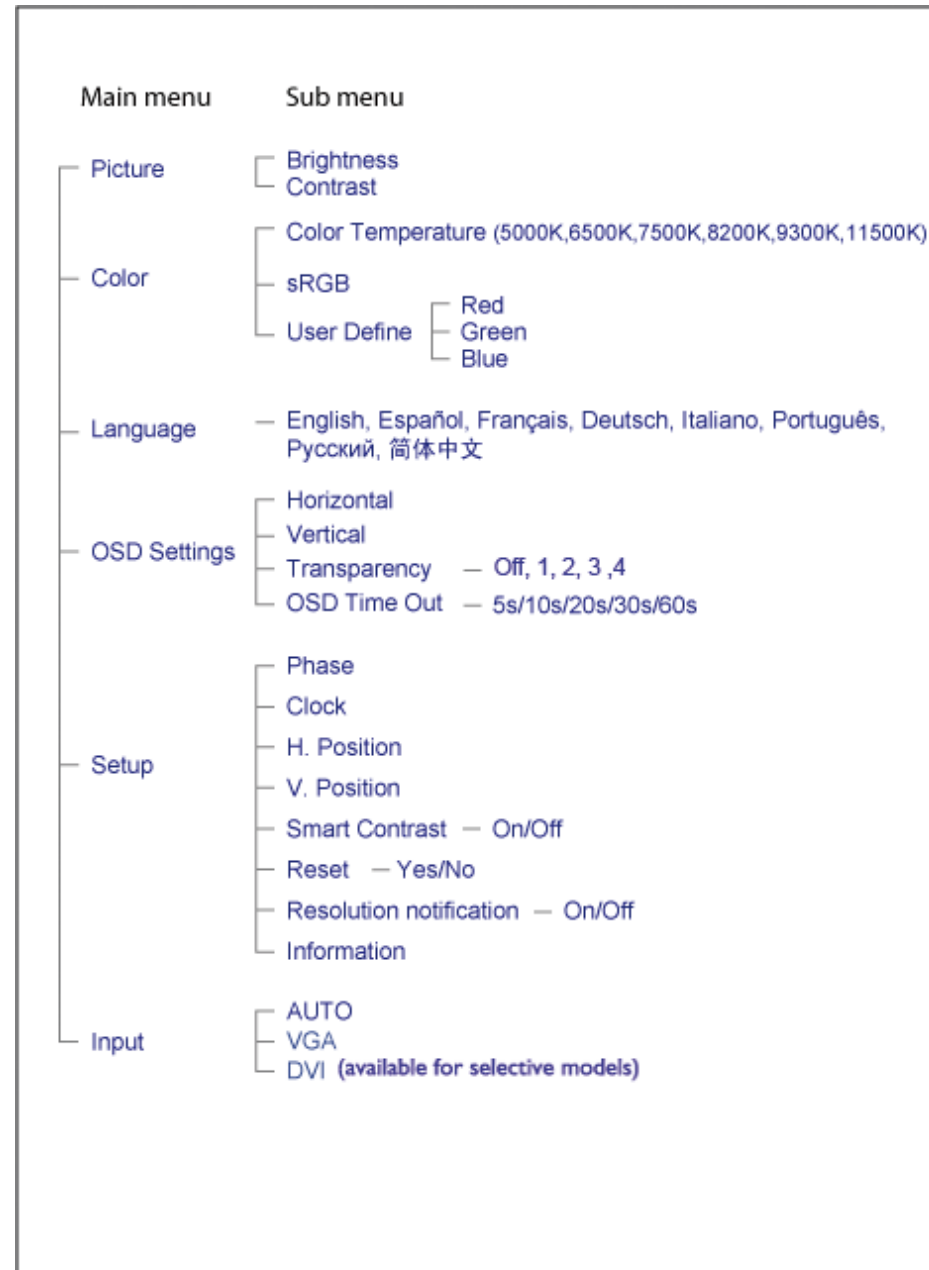 Main menu Sub menu
Picture
Brightness
Contrast
Color
Color Temperature (5000K,6500K,7500K,8200K,9300K,11500K)
sRGB
User Define
Red
Green
Blue
Language
English, Español, Français, Deutsch, Italiano, Português,
Русский, 简体中文
OSD Settings
Horizontal
Vertical
Transparency — Off, 1, 2, 3 ,4
OSD Time Out — 5s/10s/20s/30s/60s
Setup
Phase
Clock
H. Position
V. Position
Smart Contrast — On/Off
Reset — Yes/No
Resolution notification — On/Off
Information
Input
AUTO
VGA
DVI (available for selective models)